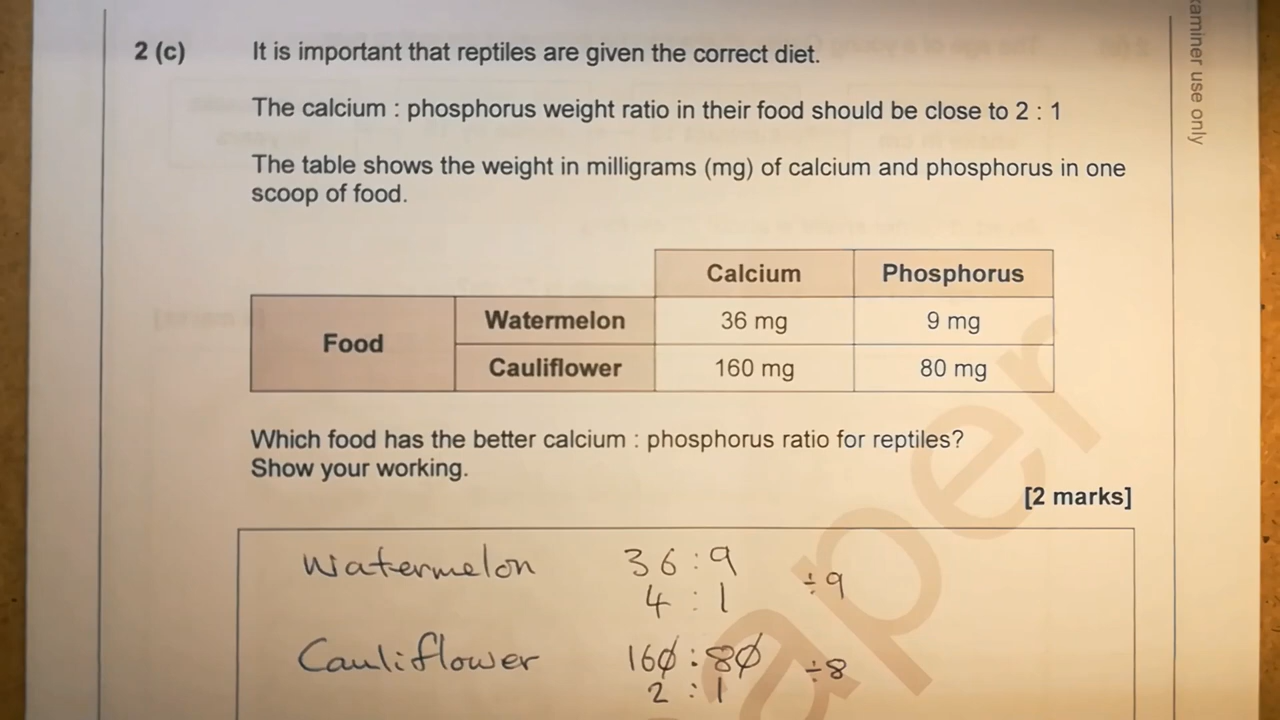 xaminer use only
2 (c) It is important that reptiles are given the correct diet.
The calcium : phosphorus weight ratio in their food should be close to 2 : 1
The table shows the weight in milligrams (mg) of calcium and phosphorus in one
scoop of food.
Calcium Phosphorus
Food
Watermelon 36 mg 9 mg
Cauliflower 160 mg 80 mg
Which food has the better calcium : phosphorus ratio for reptiles?
Show your working.
[2 marks]
Watermelon 36 : 9 ÷9
4 : 1
Cauliflower 160 : 80 ÷8
2 : 1
aper